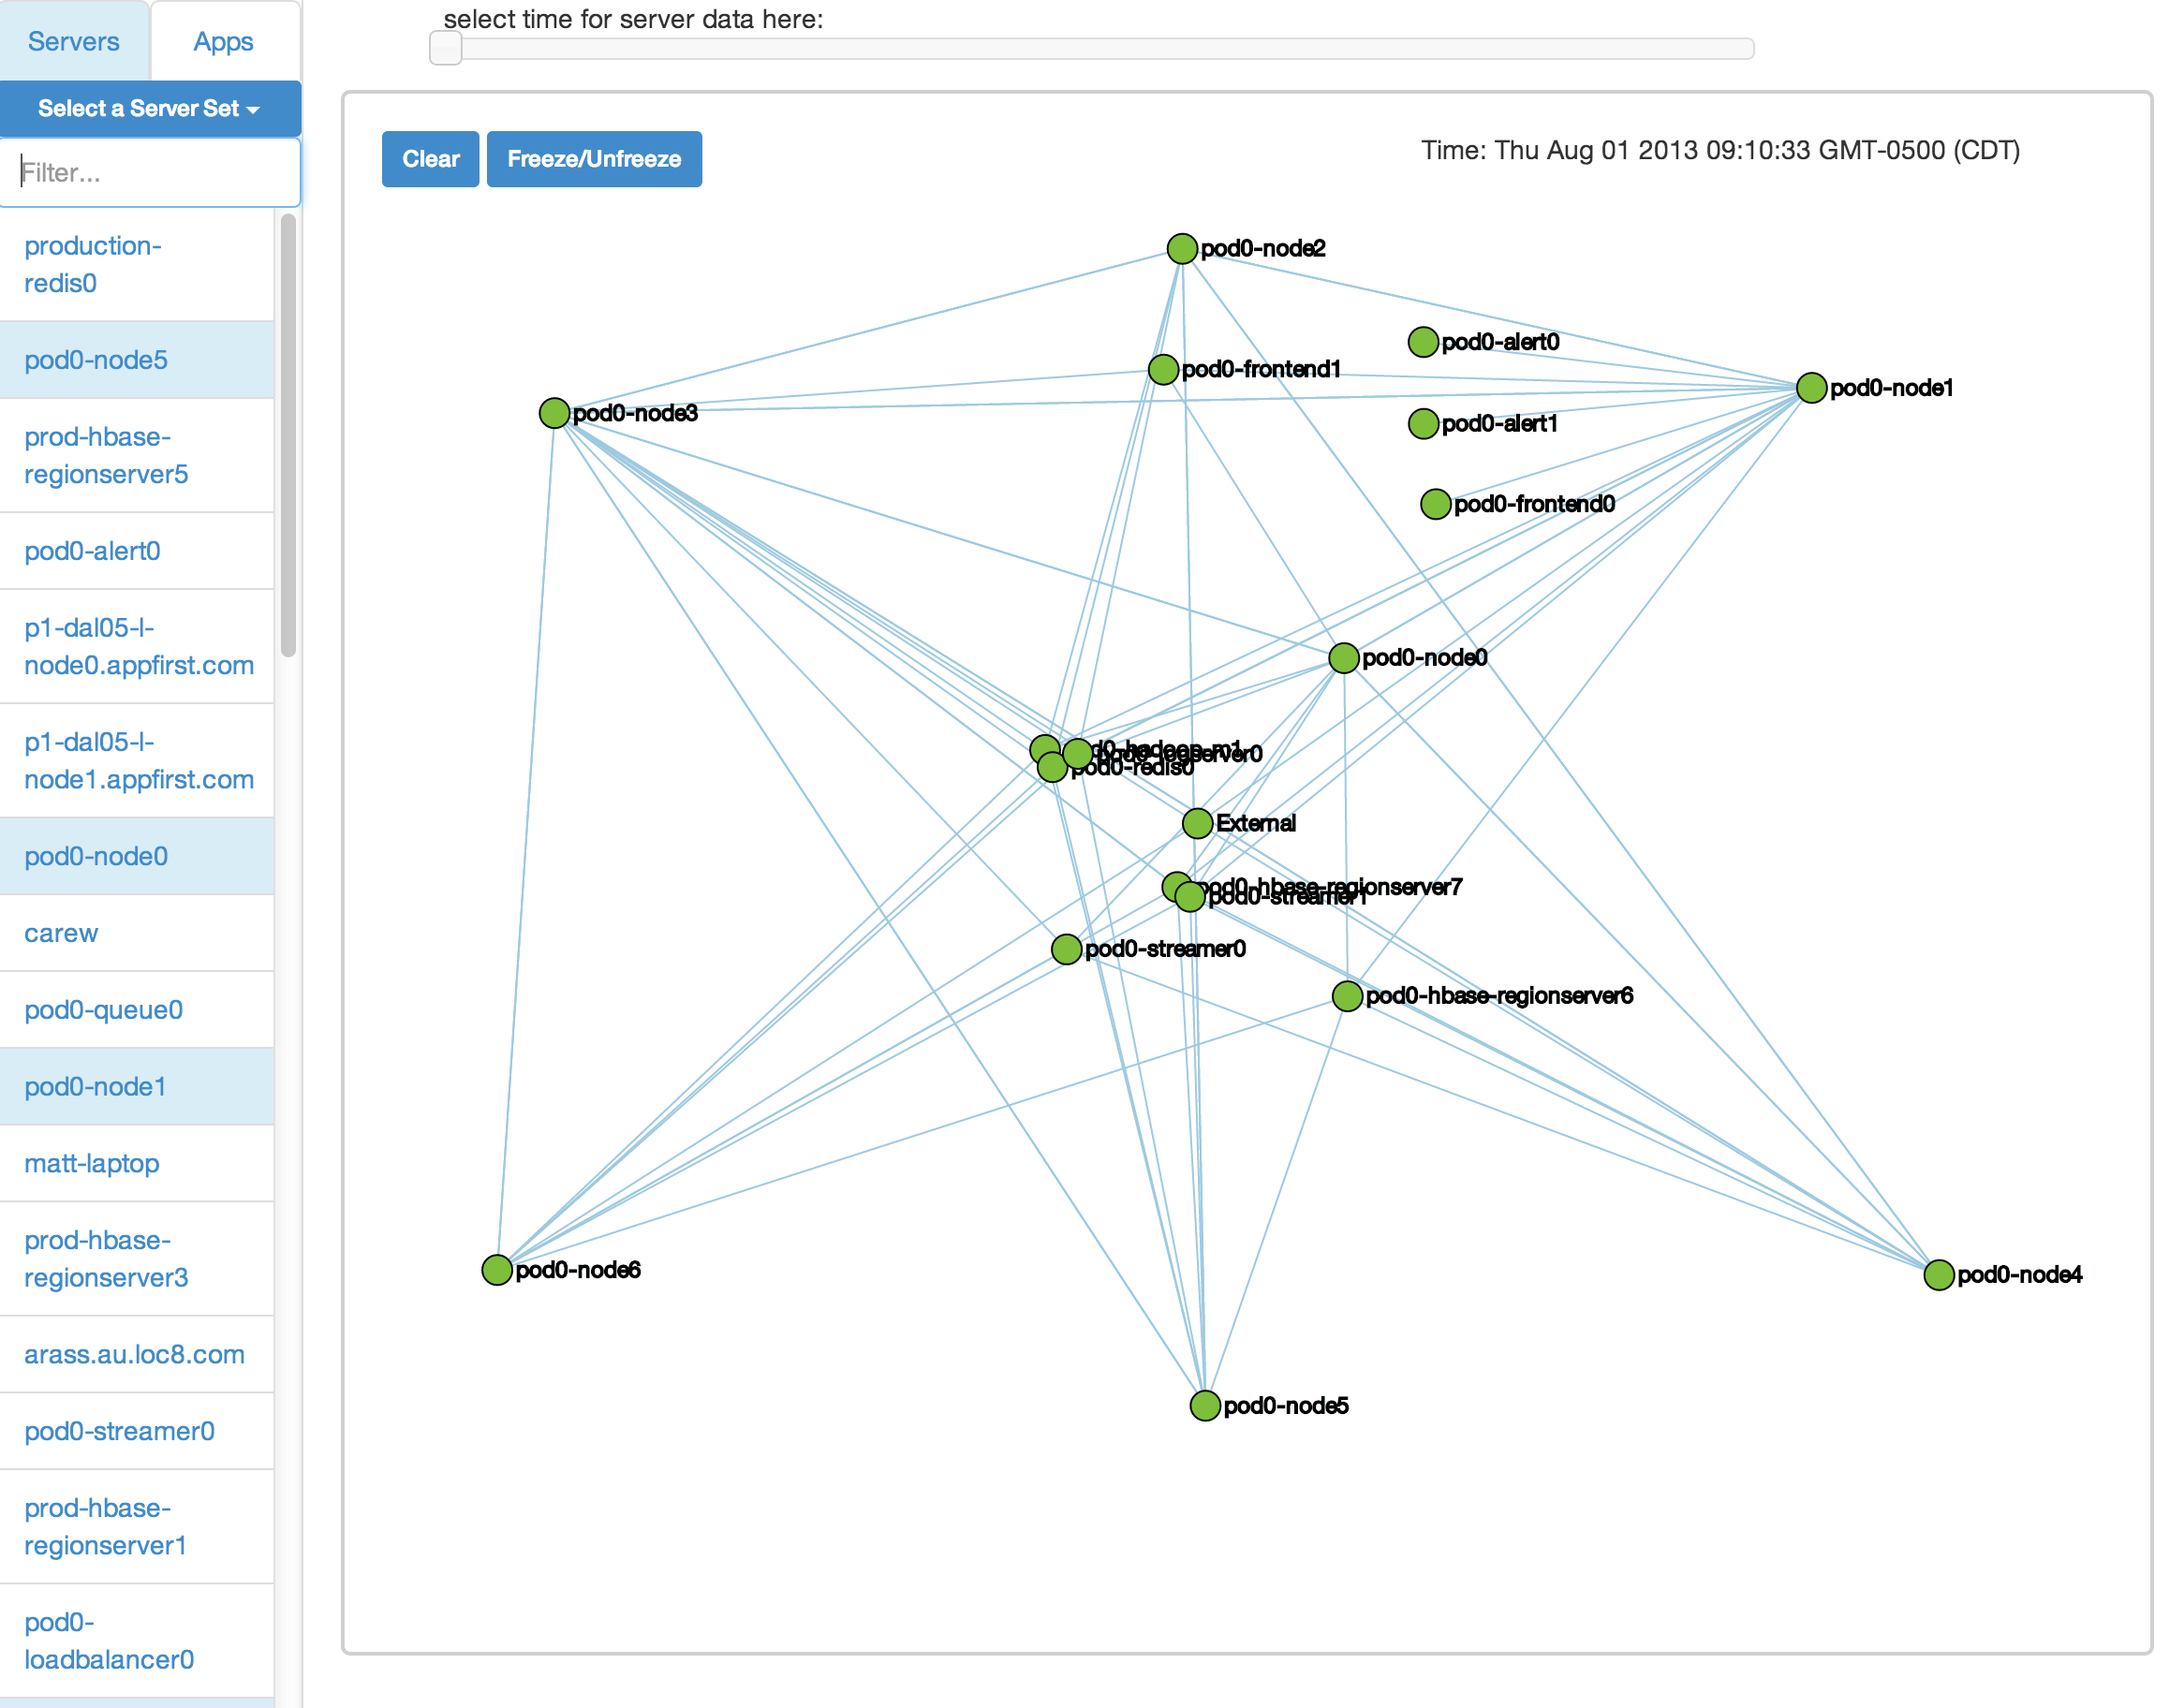 Servers
Apps
Select a Server Set
Filter...
production-
redis0
pod0-node5
prod-hbase-
regionserver5
pod0-alert0
p1-dal05-l-
node0.appfirst.com
p1-dal05-l-
node1.appfirst.com
pod0-node0
carew
pod0-queue0
pod0-node1
matt-laptop
prod-hbase-
regionserver3
arass.au.loc8.com
pod0-streamer0
prod-hbase-
regionserver1
pod0-
loadbalancer0
select time for server data here:
Clear
Freeze/Unfreeze
Time: Thu Aug 01 2013 09:10:33 GMT-0500 (CDT)
pod0-node2
pod0-alert0
pod0-frontend1
pod0-node1
pod0-node3
pod0-alert1
pod0-frontend0
pod0-node0
pod0-redis0
External
pod0-hbase-regionserver7
pod0-streamer1
pod0-streamer0
pod0-hbase-regionserver6
pod0-node6
pod0-node4
pod0-node5